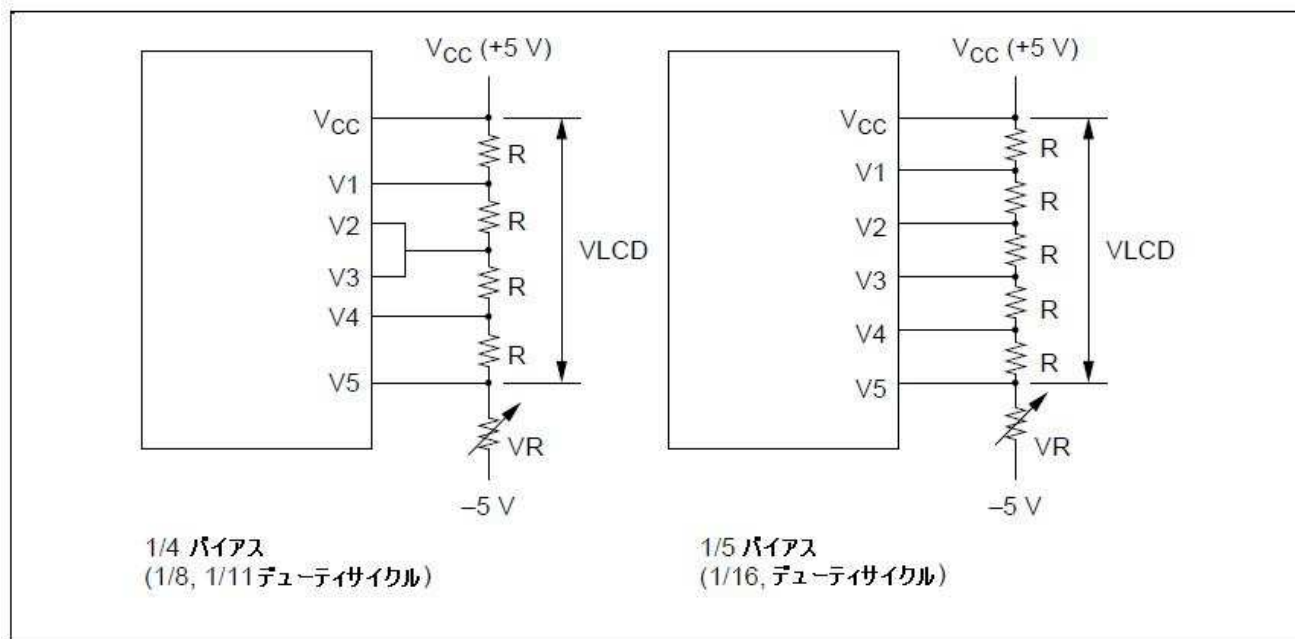 VCC (+5 V)
VCC
R
V1
V2
R
VLCD
V3
R
V4
R
V5
VR
–5 V
1/4 バイアス
(1/8, 1/11 デューティサイクル)
VCC (+5 V)
VCC
R
V1
R
V2
R
VLCD
V3
R
V4
R
V5
VR
–5 V
1/5 バイアス
(1/16, デューティサイクル)